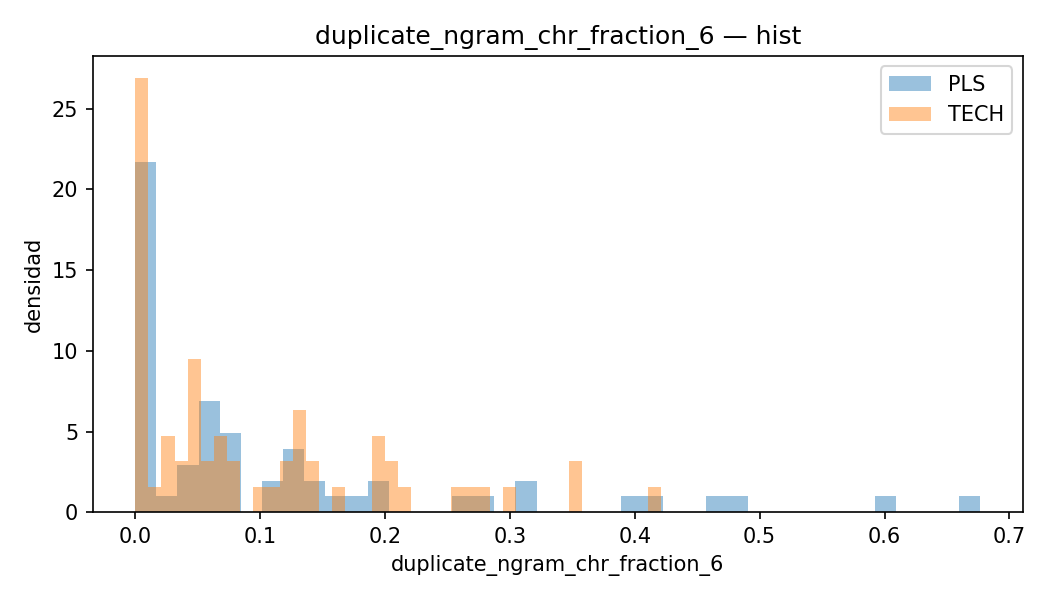 duplicate_ngram_chr_fraction_6 — hist
PLS
TECH
densidad
25
20
15
10
5
0
0.0 0.1 0.2 0.3 0.4 0.5 0.6 0.7
duplicate_ngram_chr_fraction_6